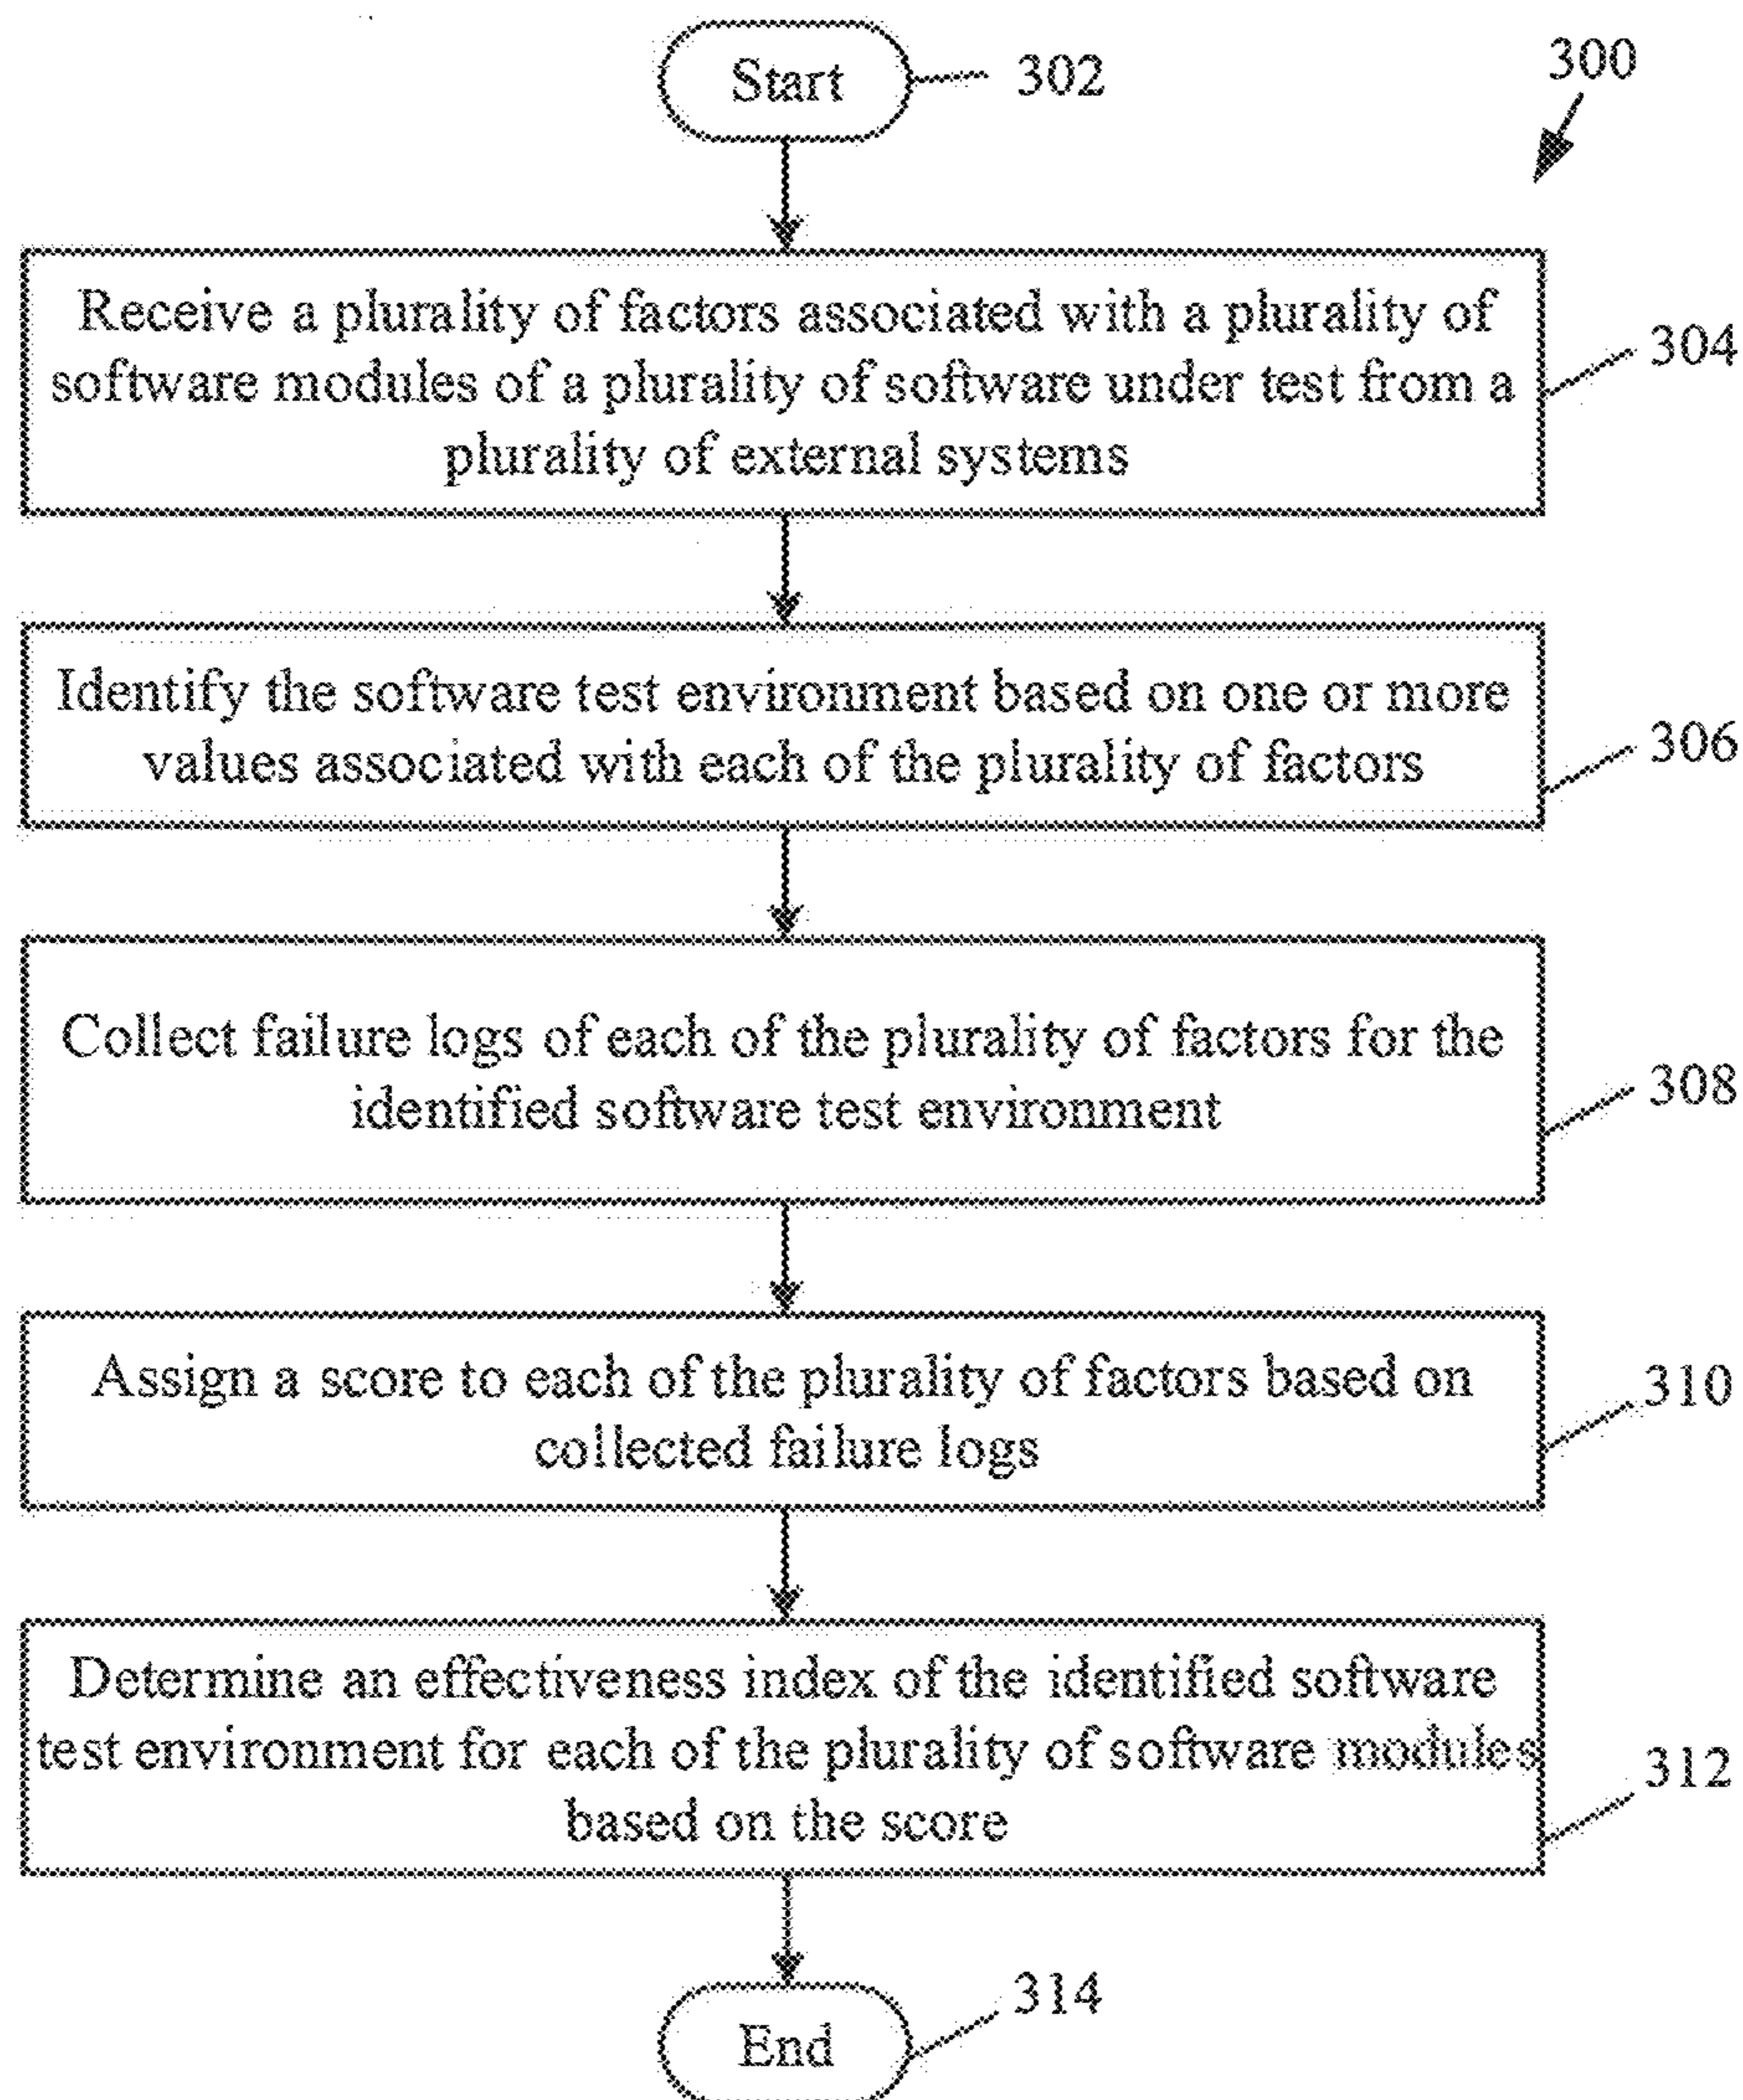 Start
302
300
Receive a plurality of factors associated with a plurality of
software modules of a plurality of software under test from a
plurality of external systems
304
Identify the software test environment based on one or more
values associated with each of the plurality of factors
306
Collect failure logs of each of the plurality of factors for the
identified software test environment
308
Assign a score to each of the plurality of factors based on
collected failure logs
310
Determine an effectiveness index of the identified software
test environment for each of the plurality of software modules
based on the score
312
End
314